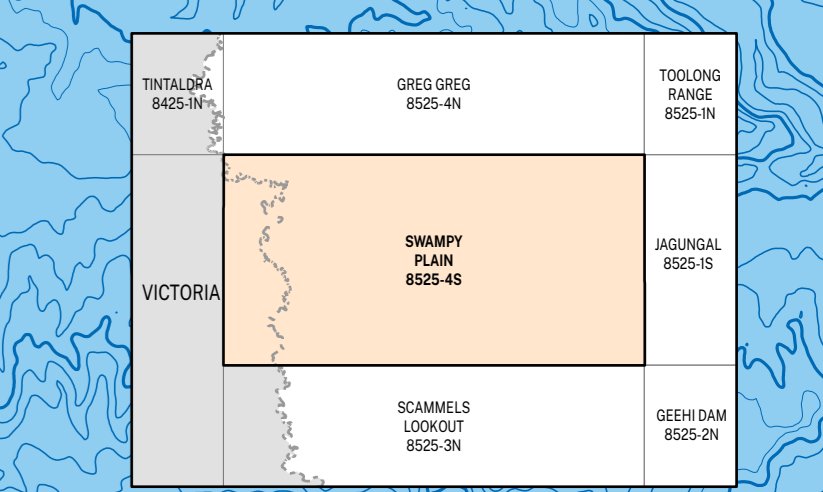 TINTALDRA
8425-1N
GREG GREG
8525-4N
TOOLONG
RANGE
8525-1N
VICTORIA
SWAMPY
PLAIN
8525-4S
JAGUNGAL
8525-1S
SCAMMELS
LOOKOUT
8525-3N
GEEHI DAM
8525-2N